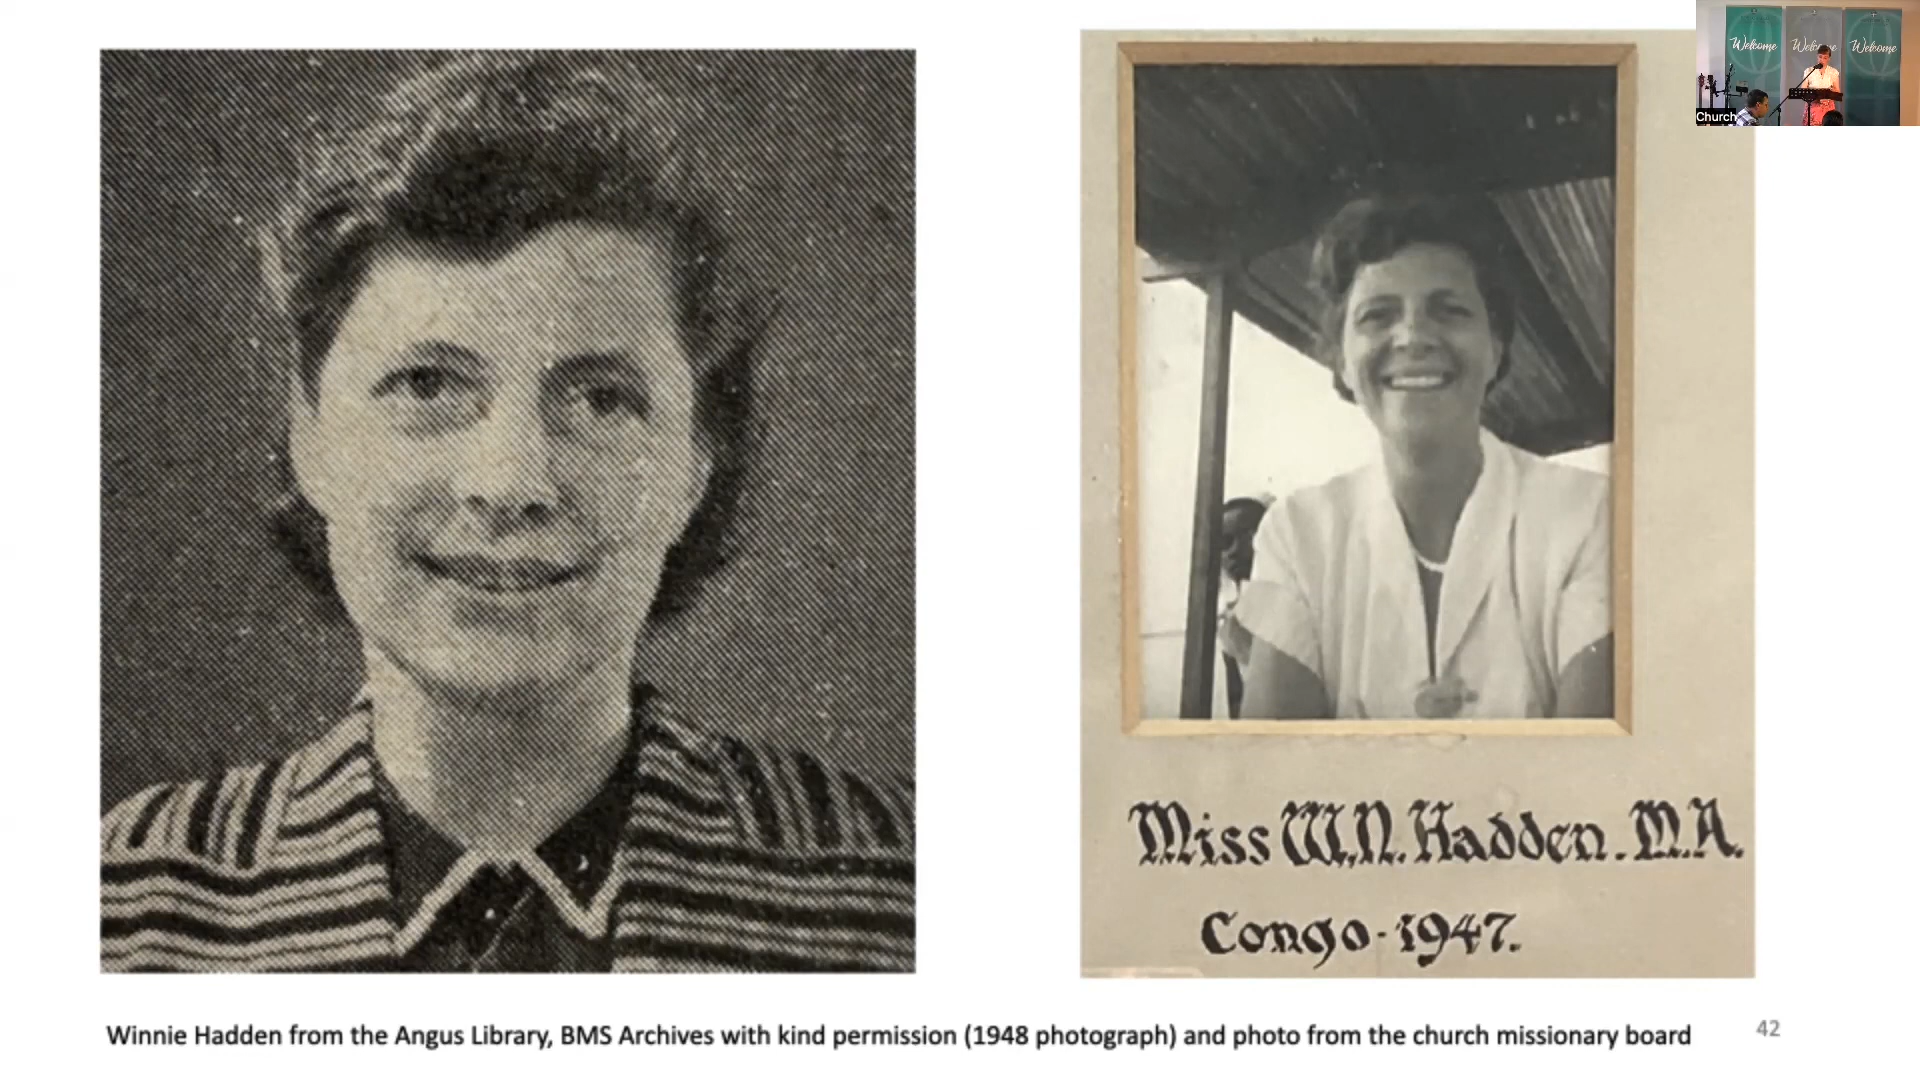 Welcome
Welcome
Welcome
Church
Miss W.N. Hadden. M.A.
Congo - 1947.
Winnie Hadden from the Angus Library, BMS Archives with kind permission (1948 photograph) and photo from the church missionary board
42